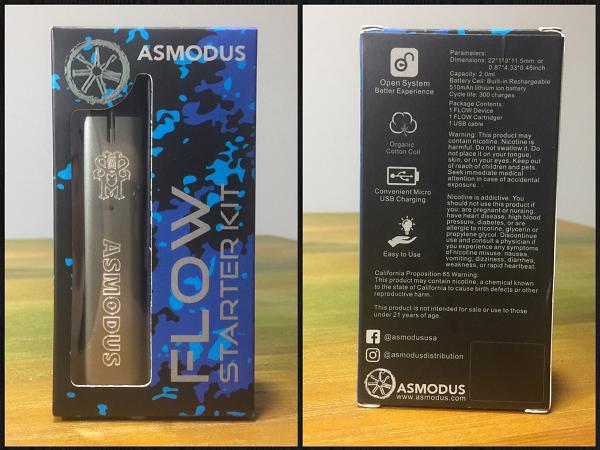 ASMODUS
ASMODUS
FLOW
STARTER KIT
Open System
Better Experience
Organic
Cotton Coil
Convenient Micro
USB Charging
Easy to Use
Parameters:
Dimensions: 22*110*11.5mm or
0.87*4.33*0.45inch
Capacity: 2.0ml
Battery Cell: Built-in Rechargeable
510mAh lithium ion battery
Cycle life: 300 charges
Package Contents:
1 FLOW Device
1 FLOW Cartridger
1 USB cable
Warning: This product may
contain nicotine. Nicotine is
harmful. Do not swallow it. Do
not place it on your tongue,
skin, or in your eyes. Keep out
of reach of children and pets.
Seek immediate medical
attention in case of accidental
exposure.
Nicotine is addictive. You
should not use this product if
you: are pregnant or nursing,
have heart disease, high blood
pressure, diabetes, or are
allergic to nicotine, glycerin or
propylene glycol. Discontinue
use and consult a physician if
you experience any symptoms
of nicotine misuse: nausea,
vomiting, dizziness, diarrhea,
weakness, or rapid heartbeat.
California Proposition 65 Warning:
This product may contain nicotine, a chemical known
to the state of California to cause birth defects or other
reproductive harm.
This product is not intended for sale or use to those
under 21 years of age.
@asmodususa
@asmodusdistribution
ASMODUS
www.asmodus.com